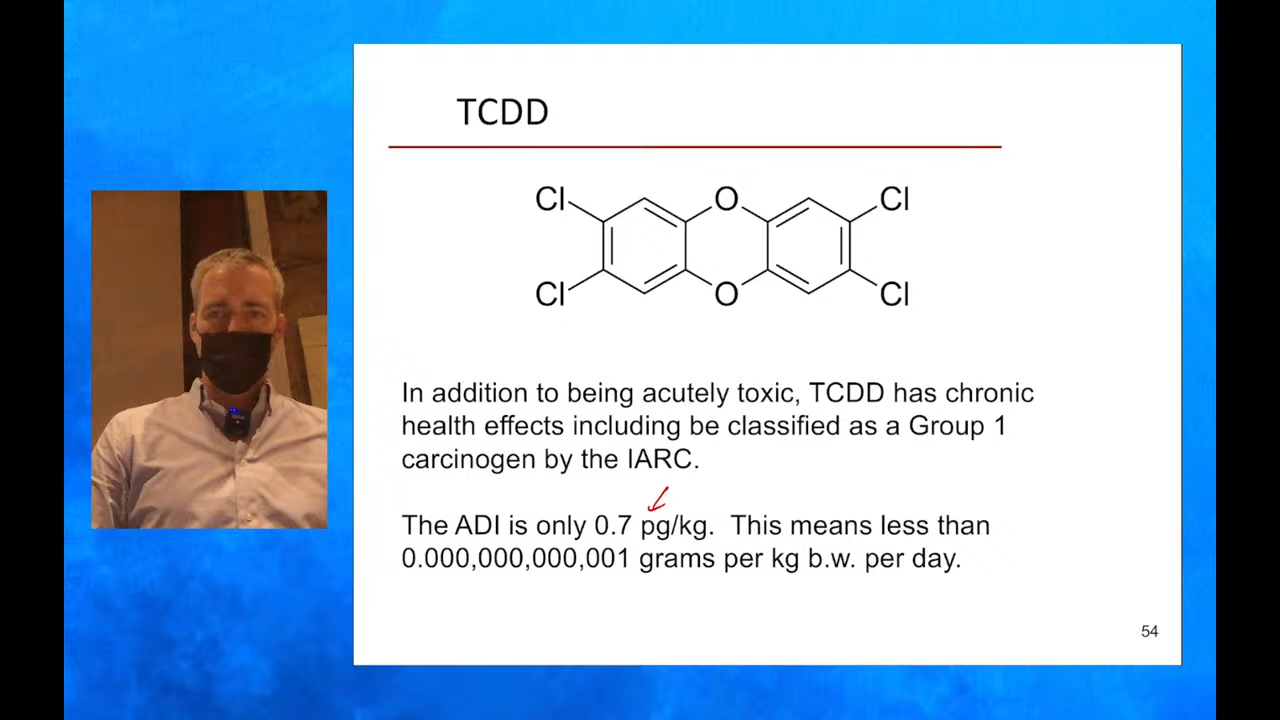 TCDD
Cl O Cl
Cl O Cl
In addition to being acutely toxic, TCDD has chronic
health effects including be classified as a Group 1
carcinogen by the IARC.
The ADI is only 0.7 pg/kg. This means less than
0.000,000,000,001 grams per kg b.w. per day.
54